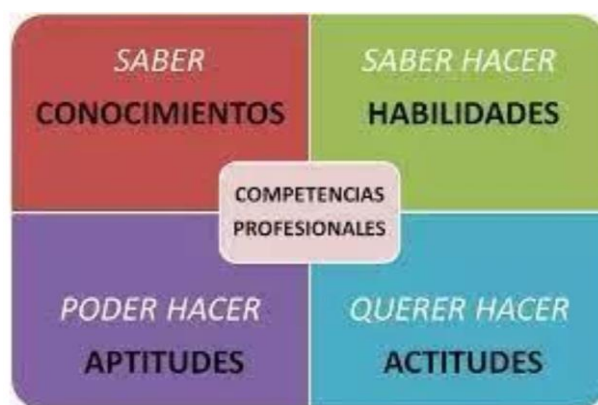 SABER
CONOCIMIENTOS
SABER HACER
HABILIDADES
COMPETENCIAS
PROFESIONALES
PODER HACER
APTITUDES
QUERER HACER
ACTITUDES